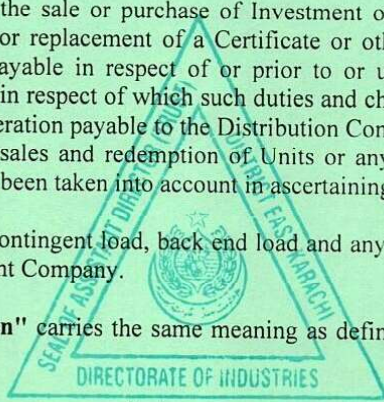 the sale or purchase of Investment o
or replacement of a Certificate or oth
ayable in respect of or prior to or u
in respect of which such duties and ch
eration payable to the Distribution Com
sales and redemption of Units or any
been taken into account in ascertaining
ontingent load, back end load and any
nt Company.
n" carries the same meaning as defin
SEAL OF ASSISTANT DIRECTOR
EAST KARACHI
DIRECTORATE OF INDUSTRIES